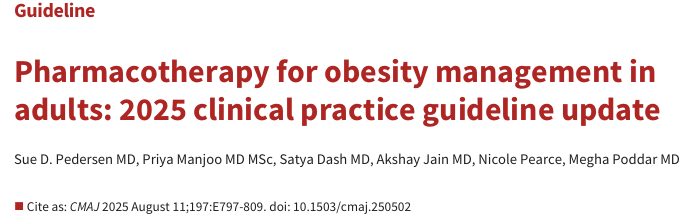 Guideline
Pharmacotherapy for obesity management in
adults: 2025 clinical practice guideline update
Sue D. Pedersen MD, Priya Manjoo MD MSc, Satya Dash MD, Akshay Jain MD, Nicole Pearce, Megha Poddar MD
■ Cite as: CMAJ 2025 August 11;197:E797-809. doi: 10.1503/cmaj.250502